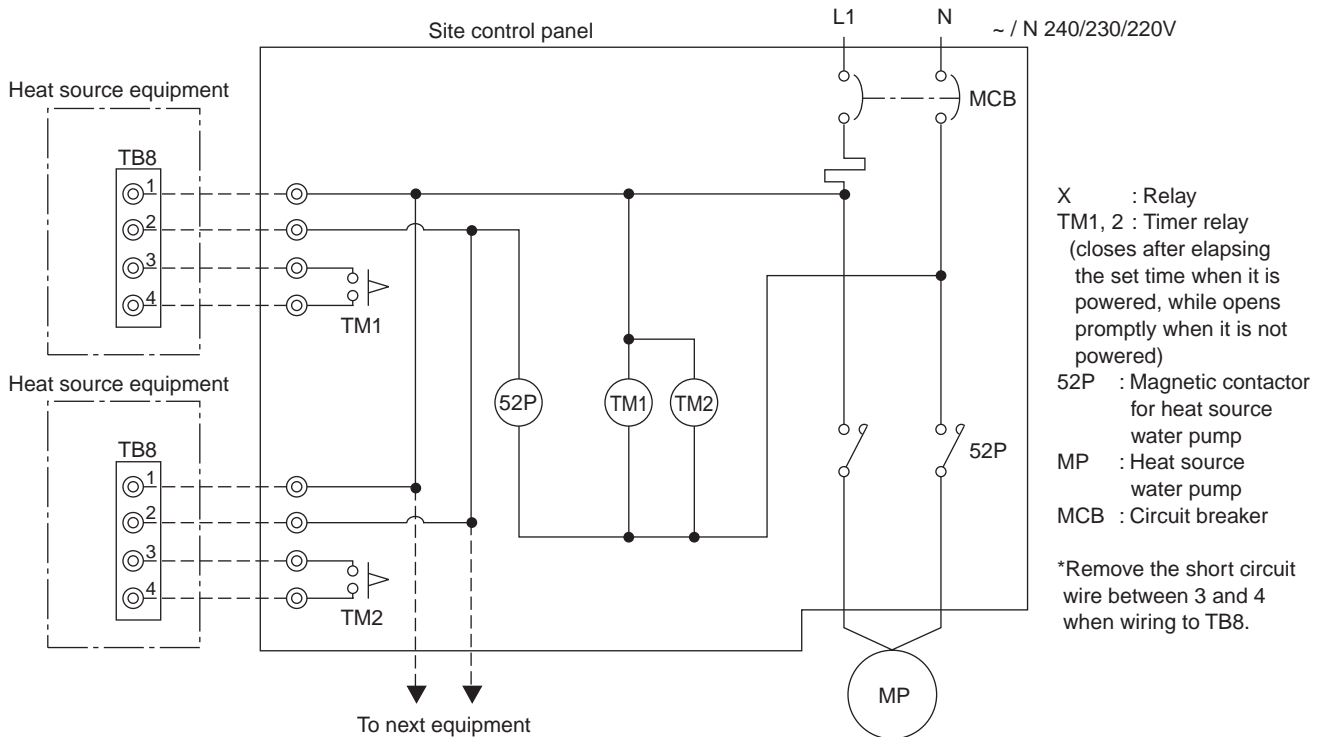 Site control panel
L1
N
~ / N 240/230/220V
MCB
Heat source equipment
TB8
1
2
3
4
TM1
Heat source equipment
TB8
1
2
3
4
TM2
52P
TM1
TM2
52P
MP
To next equipment
X : Relay
TM1, 2 : Timer relay
(closes after elapsing
the set time when it is
powered, while opens
promptly when it is not
powered)
52P : Magnetic contactor
for heat source
water pump
MP : Heat source
water pump
MCB : Circuit breaker
*Remove the short circuit
wire between 3 and 4
when wiring to TB8.